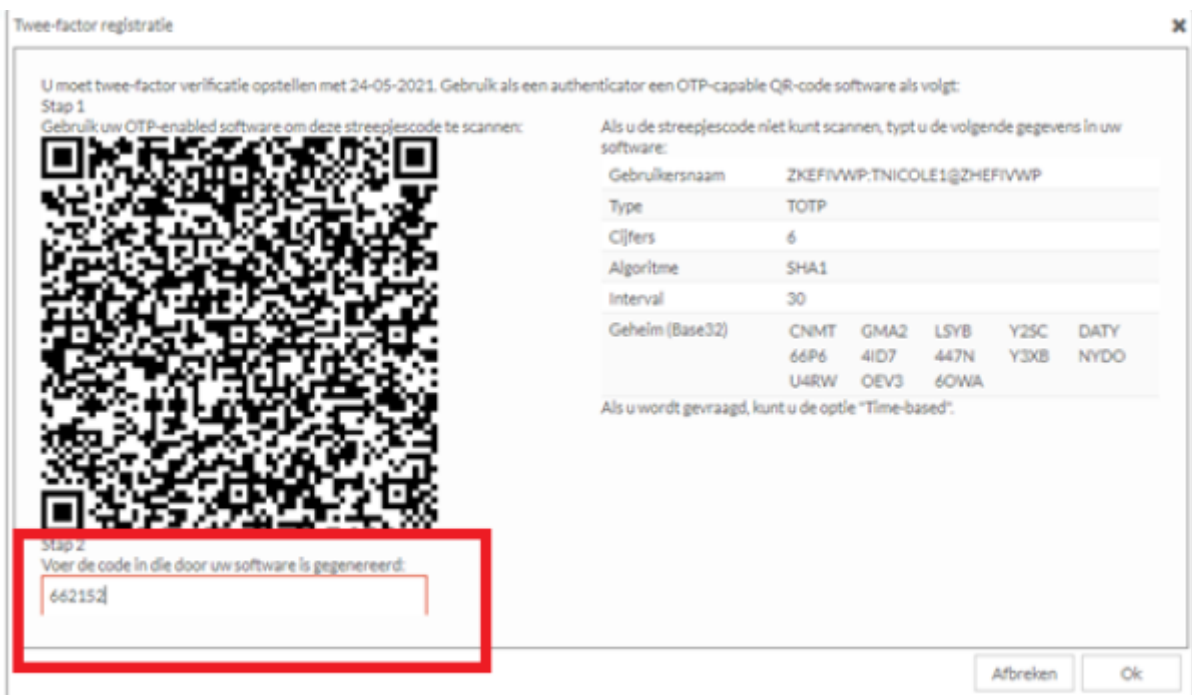 Twee-factor registratie
U moet twee-factor verificatie opstellen met 24-05-2021. Gebruik als een authenticator een OTP-capable QR-code software als volgt:
Stap 1
Gebruik uw OTP-enabled software om deze streepjescode te scannen:
Als u de streepjescode niet kunt scannen, typt u de volgende gegevens in uw
software:
Gebruikersnaam ZKEFIVWP:TNICOLE1@ZHEFIVWP
Type TOTP
Cijfers 6
Algoritme SHA1
Interval 30
Geheim (Base32) CNMT GMA2 LSYB Y2SC DATY
66P6 4ID7 447N Y3XB NYDO
U4RW OEV3 6OWA
Als u wordt gevraagd, kunt u de optie "Time-based".
Stap 2
Voer de code in die door uw software is gegenereerd:
662152
Afbreken Ok